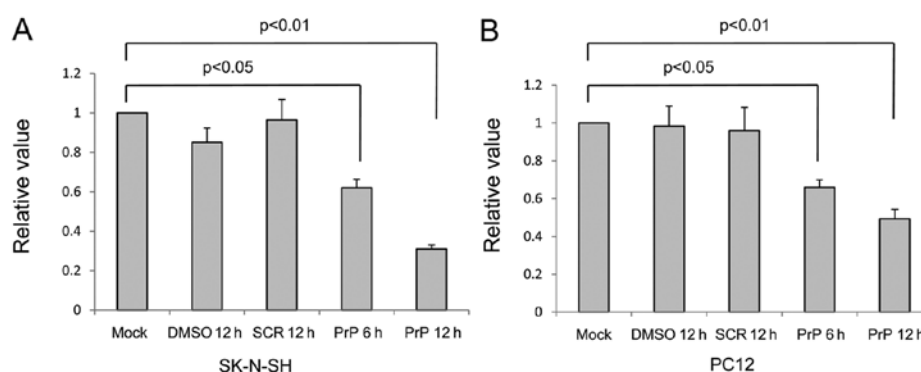 A
p<0.01
p<0.05
Relative value
1.2
1
0.8
0.6
0.4
0.2
0
Mock DMSO 12 h SCR 12 h PrP 6 h PrP 12 h
SK-N-SH
B
p<0.01
p<0.05
Relative value
1.2
1
0.8
0.6
0.4
0.2
0
Mock DMSO 12 h SCR 12 h PrP 6 h PrP 12 h
PC12